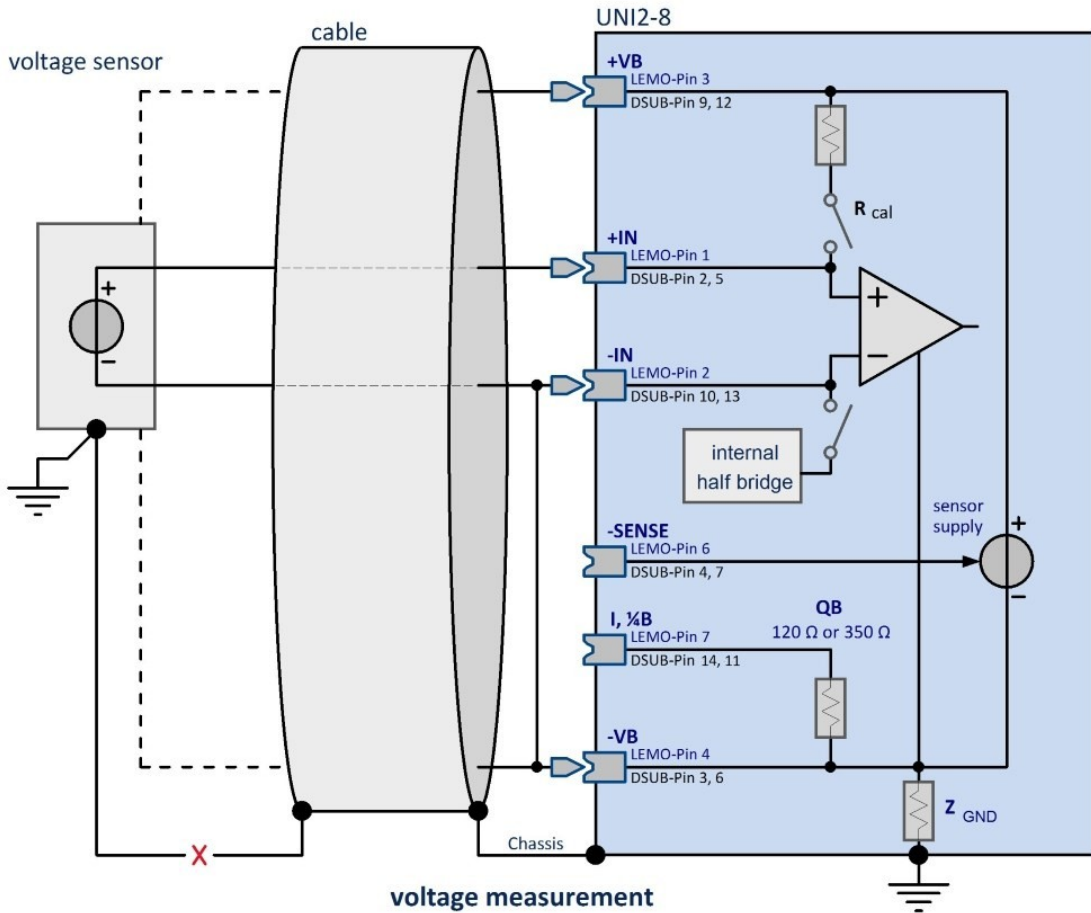 UNI2-8
cable
voltage sensor
+VB
LEMO-Pin 3
DSUB-Pin 9, 12
R cal
+IN
LEMO-Pin 1
DSUB-Pin 2, 5
+
+
-IN
LEMO-Pin 2
DSUB-Pin 10, 13
−
−
internal
half bridge
sensor
supply
+
−
-SENSE
LEMO-Pin 6
DSUB-Pin 4, 7
I, ¼B
LEMO-Pin 7
DSUB-Pin 14, 11
QB
120 Ω or 350 Ω
-VB
LEMO-Pin 4
DSUB-Pin 3, 6
Z GND
X
Chassis
voltage measurement